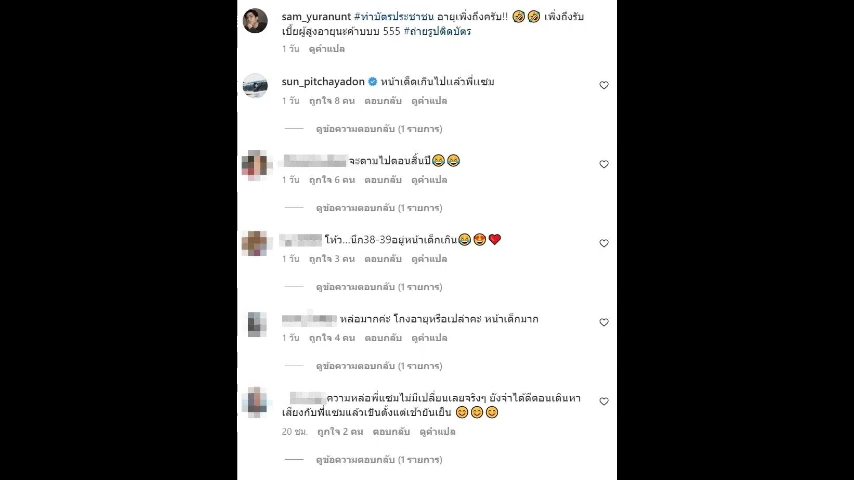 sam_yuranunt #ทำบัตรประชาชน อายุเพิ่งถึงครับ!! 🤣🤣 เพิ่งถึงรับ
เบี้ยผู้สูงอายุนะค้าบบบ 555 #ถ่ายรูปติดบัตร
1 วัน ดูคำแปล
sun_pitchayadon หน้าเด็กเกินไปแล้วพี่แซม
1 วัน ถูกใจ 8 คน ตอบกลับ ดูคำแปล
ดูข้อความตอบกลับ (1 รายการ)
จะตามไปตอนสิ้นปี😂😂
1 วัน ถูกใจ 6 คน ตอบกลับ ดูคำแปล
ดูข้อความตอบกลับ (1 รายการ)
โห้ว...นึก38-39อยู่หน้าเด็กเกิน😂😍❤️
1 วัน ถูกใจ 3 คน ตอบกลับ ดูคำแปล
ดูข้อความตอบกลับ (1 รายการ)
หล่อมากค่ะ โกงอายุหรือเปล่าคะ หน้าเด็กมาก
1 วัน ถูกใจ 4 คน ตอบกลับ ดูคำแปล
ดูข้อความตอบกลับ (1 รายการ)
ความหล่อพี่แซมไม่มีเปลี่ยนเลยจริงๆ ยังจำได้ดีตอนเดินหา
เสียงกับพี่แซมแล้วเขินตั้งแต่เช้ายันเย็น 😊😊😊
20 ชม. ถูกใจ 2 คน ตอบกลับ ดูคำแปล
ดูข้อความตอบกลับ (1 รายการ)